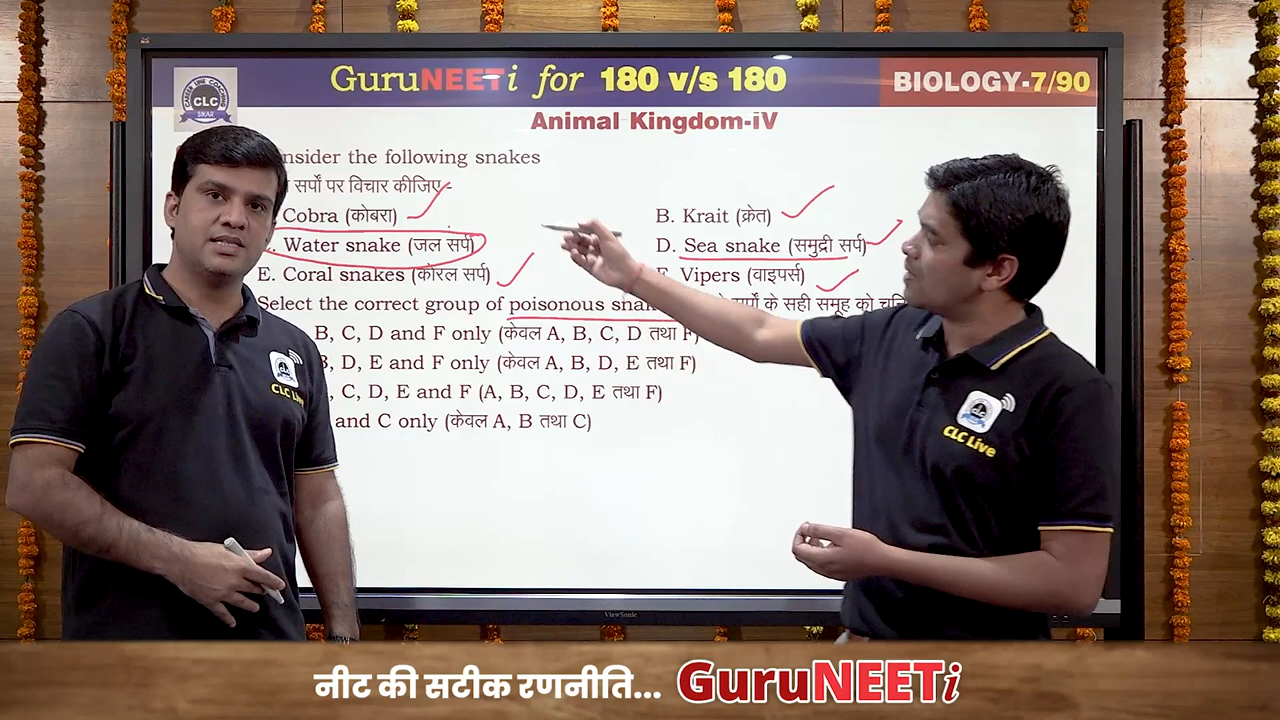 GuruNEETi for 180 v/s 180
BIOLOGY-7/90
CLC
SIKAR
Animal Kingdom-iV
nsider the following snakes
सर्पों पर विचार कीजिए-
Cobra (कोबरा)
B. Krait (क्रेत)
Water snake (जल सर्प)
D. Sea snake (समुद्री सर्प)
E. Coral snakes (कोरल सर्प)
F. Vipers (वाइपर्स)
Select the correct group of poisonous snak
सर्पों के सही समूह को चुनि
B, C, D and F only (केवल A, B, C, D तथा F)
B, D, E and F only (केवल A, B, D, E तथा F)
, C, D, E and F (A, B, C, D, E तथा F)
and C only (केवल A, B तथा C)
CLC Live
CLC Live
ViewSonic
नीट की सटीक रणनीति... GuruNEETi